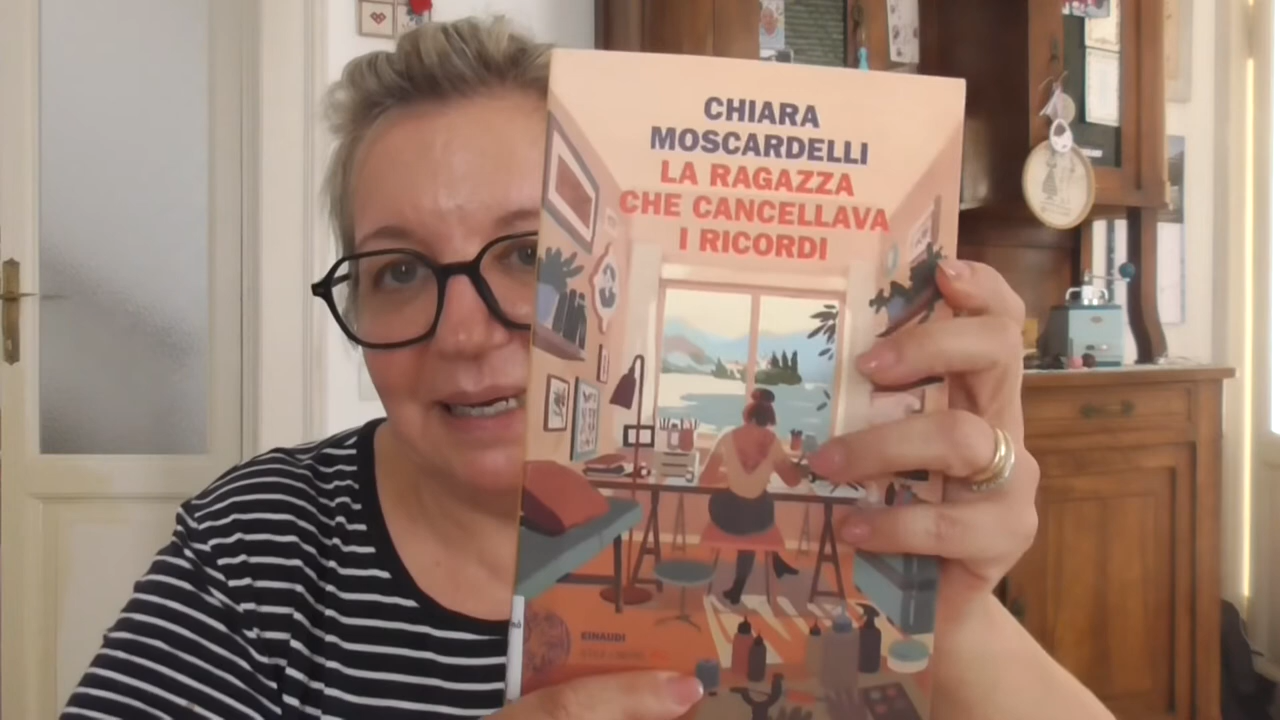 CHIARA
MOSCARDELLI
LA RAGAZZA
CHE CANCELLAVA
I RICORDI
EINAUDI